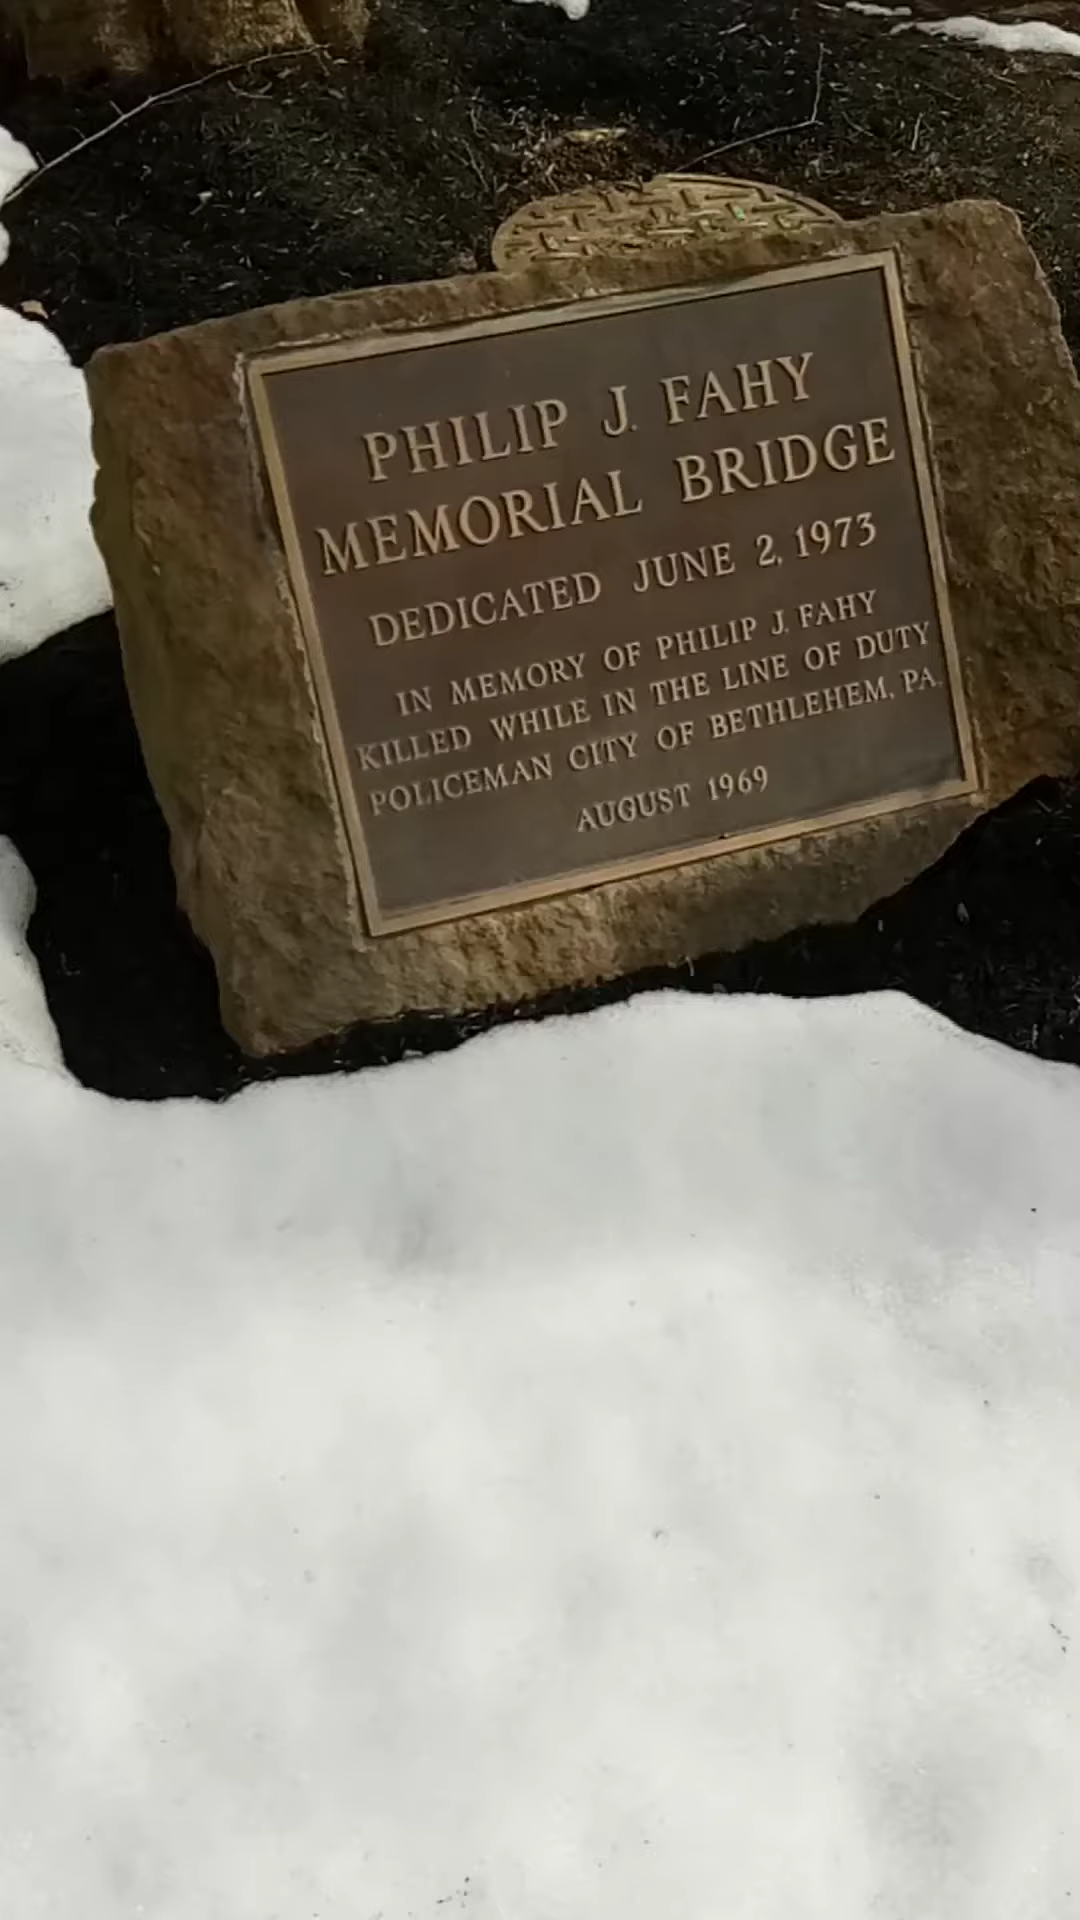 PHILIP J. FAHY
MEMORIAL BRIDGE
DEDICATED JUNE 2, 1973
IN MEMORY OF PHILIP J. FAHY
KILLED WHILE IN THE LINE OF DUTY
POLICEMAN CITY OF BETHLEHEM, PA.
AUGUST 1969